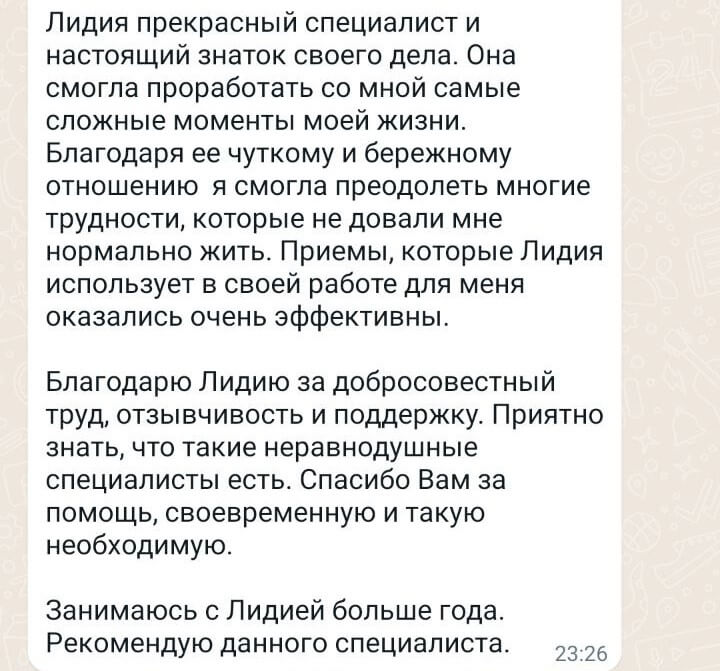 Лидия прекрасный специалист и
настоящий знаток своего дела. Она
смогла проработать со мной самые
сложные моменты моей жизни.
Благодаря ее чуткому и бережному
отношению  я смогла преодолеть многие
трудности, которые не довали мне
нормально жить. Приемы, которые Лидия
использует в своей работе для меня
оказались очень эффективны.

Благодарю Лидию за добросовестный
труд, отзывчивость и поддержку. Приятно
знать, что такие неравнодушные
специалисты есть. Спасибо Вам за
помощь, своевременную и такую
необходимую.

Занимаюсь с Лидией больше года.
Рекомендую данного специалиста.
23:26